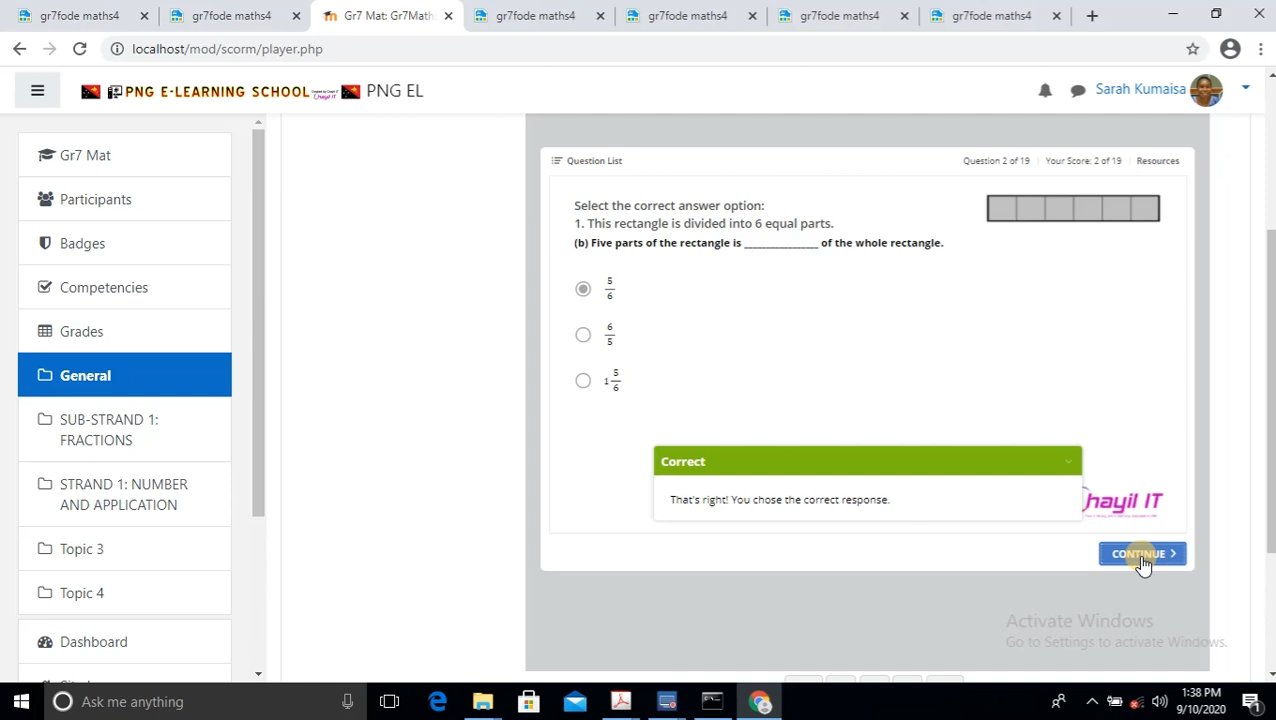 gr7fode maths4
gr7fode maths4
Gr7 Mat: Gr7Math
gr7fode maths4
gr7fode maths4
gr7fode maths4
gr7fode maths4
localhost/mod/scorm/player.php
PNG E-LEARNING SCHOOL
PNG EL
Sarah Kumaisa
Gr7 Mat
Participants
Badges
Competencies
Grades
General
SUB-STRAND 1:
FRACTIONS
STRAND 1: NUMBER
AND APPLICATION
Topic 3
Topic 4
Dashboard
Question List
Question 2 of 19
Your Score: 2 of 19
Resources
Select the correct answer option:
1. This rectangle is divided into 6 equal parts.
(b) Five parts of the rectangle is ________________ of the whole rectangle.
5
6
6
5
1 5
6
Correct
That's right! You chose the correct response.
Chayil IT
CONTINUE
Activate Windows
Go to Settings to activate Windows.
Ask me anything
1:38 PM
9/10/2020